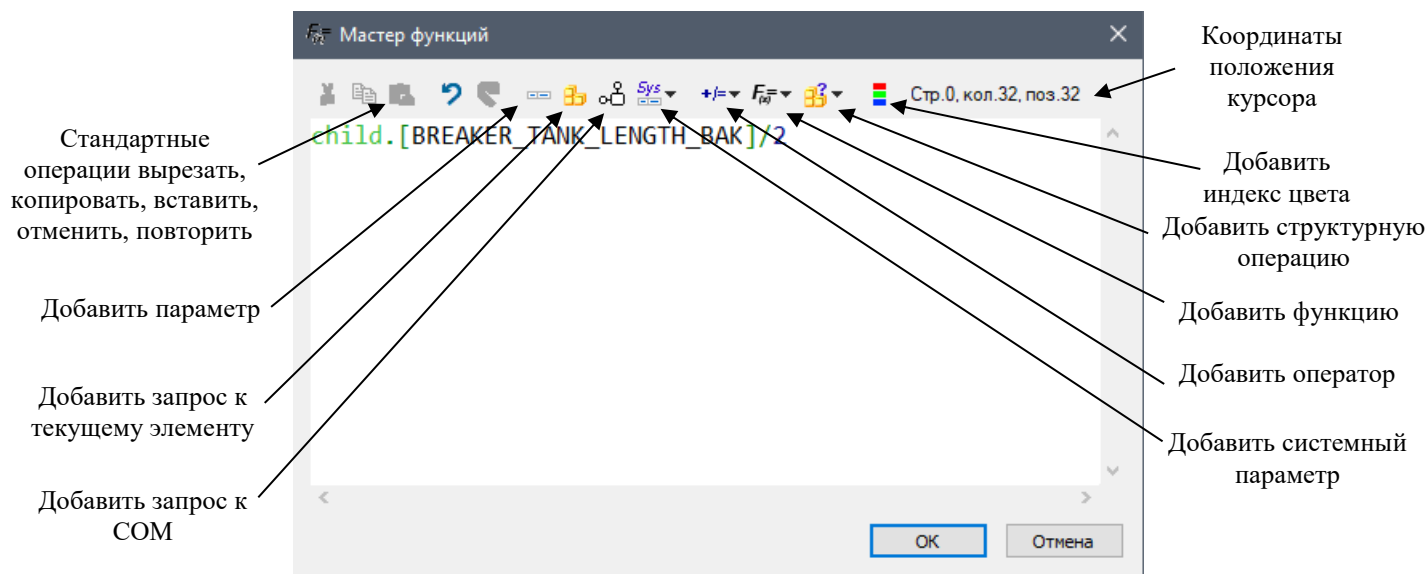 Мастер функций
Sys
+/=
F(x)=
Стр.0, кол.32, поз.32
child.[BREAKER_TANK_LENGTH_BAK]/2
OK
Отмена
Стандартные
операции вырезать,
копировать, вставить,
отменить, повторить
Добавить параметр
Добавить запрос к
текущему элементу
Добавить запрос к
COM
Координаты
положения
курсора
Добавить
индекс цвета
Добавить структурную
операцию
Добавить функцию
Добавить оператор
Добавить системный
параметр